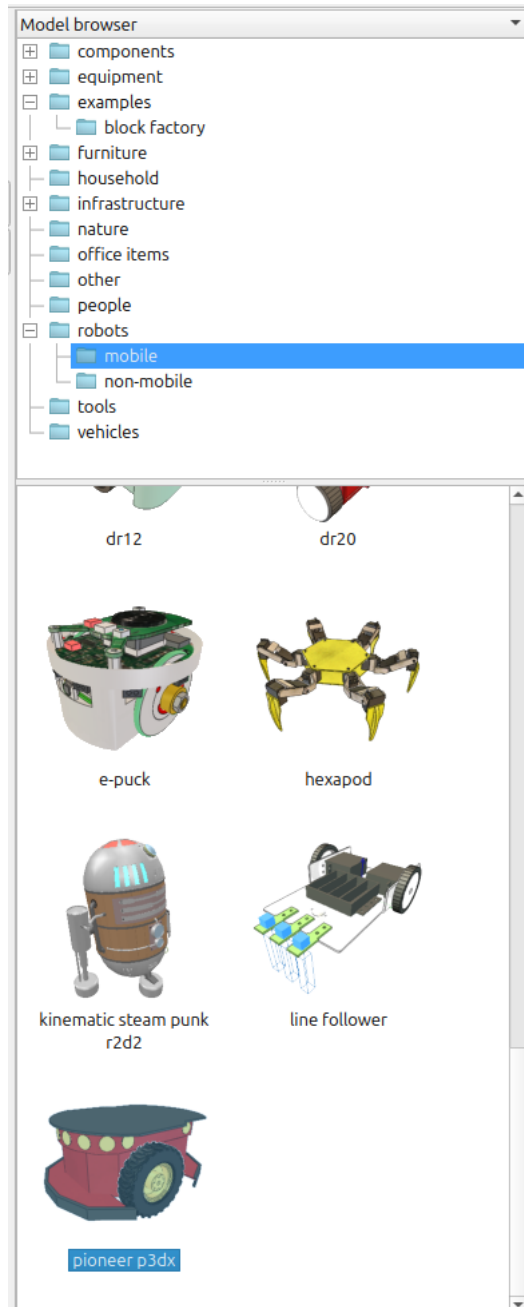 Model browser
components
equipment
examples
block factory
furniture
household
infrastructure
nature
office items
other
people
robots
mobile
non-mobile
tools
vehicles
dr12
dr20
e-puck
hexapod
kinematic steam punk
r2d2
line follower
pioneer p3dx